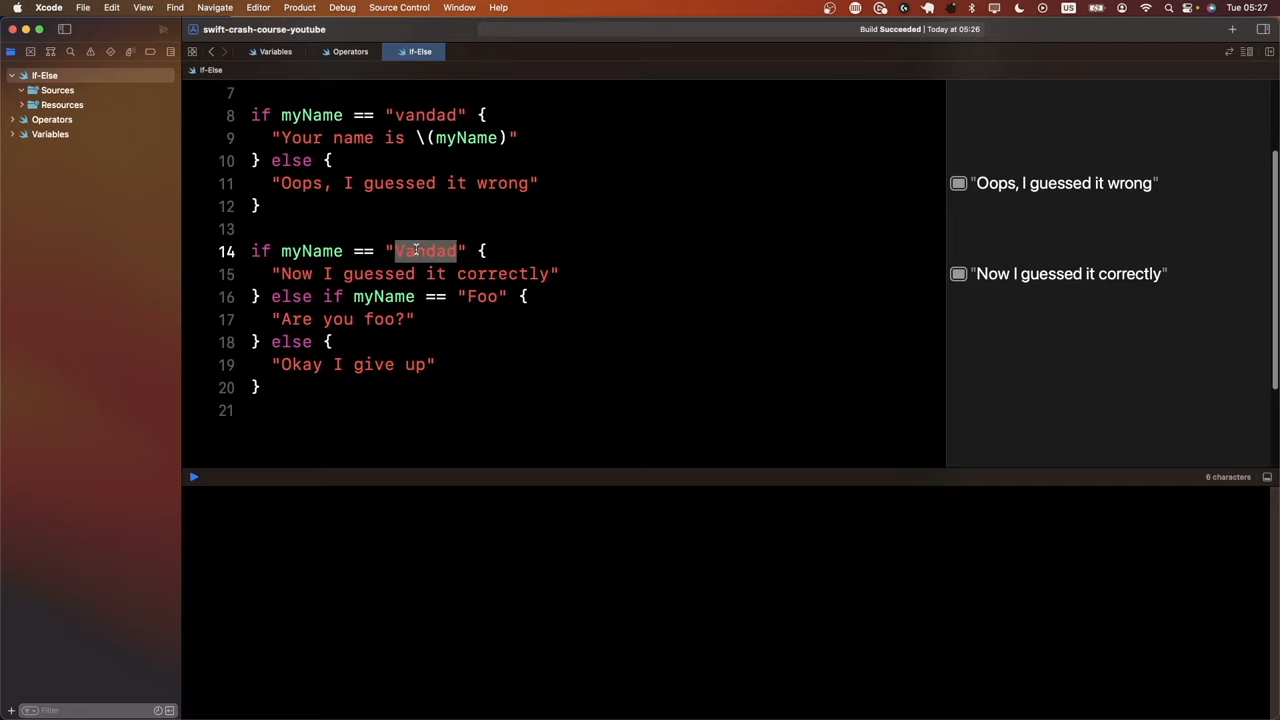 Xcode File Edit View Find Navigate Editor Product Debug Source Control Window Help Tue 05:27
swift-crash-course-youtube Build Succeeded | Today at 05:26
Variables Operators If-Else
If-Else
If-Else
Sources
Resources
Operators
Variables
7
8 if myName == "vandad" {
9 "Your name is \(myName)"
10 } else {
11 "Oops, I guessed it wrong" "Oops, I guessed it wrong"
12 }
13
14 if myName == "Vandad" {
15 "Now I guessed it correctly" "Now I guessed it correctly"
16 } else if myName == "Foo" {
17 "Are you foo?"
18 } else {
19 "Okay I give up"
20 }
21
6 characters
Filter